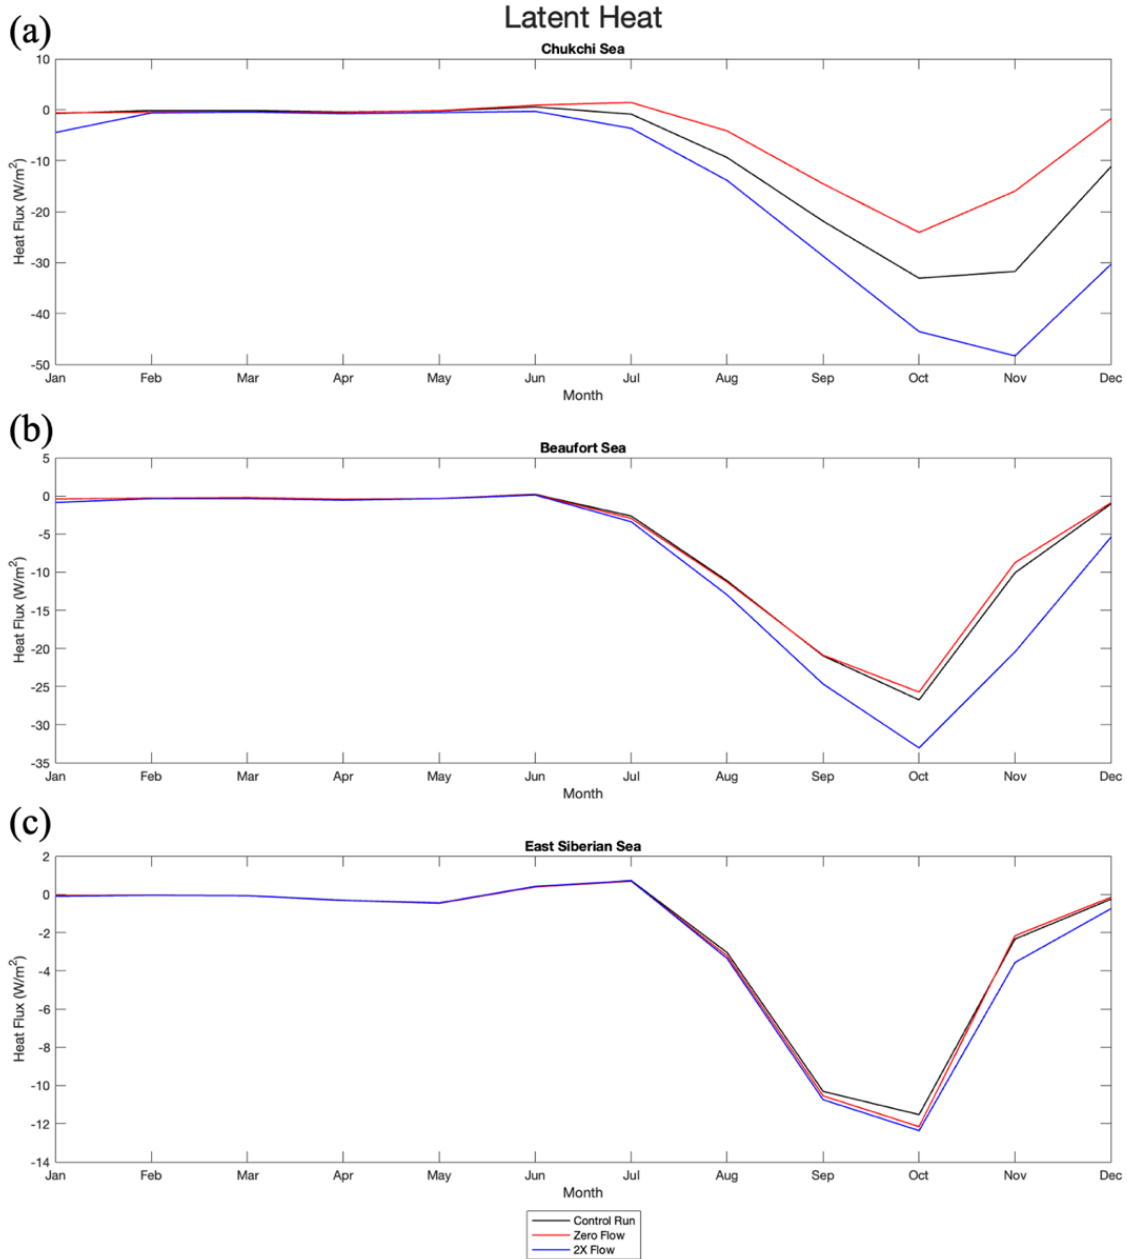 Latent Heat
(a)
Chukchi Sea
10
0
-10
-20
-30
-40
-50
Heat Flux (W/m²)
Jan Feb Mar Apr May Jun Jul Aug Sep Oct Nov Dec
Month
(b)
Beaufort Sea
5
0
-5
-10
-15
-20
-25
-30
-35
Heat Flux (W/m²)
Jan Feb Mar Apr May Jun Jul Aug Sep Oct Nov Dec
Month
(c)
East Siberian Sea
2
0
-2
-4
-6
-8
-10
-12
-14
Heat Flux (W/m²)
Jan Feb Mar Apr May Jun Jul Aug Sep Oct Nov Dec
Month
Control Run
Zero Flow
2X Flow